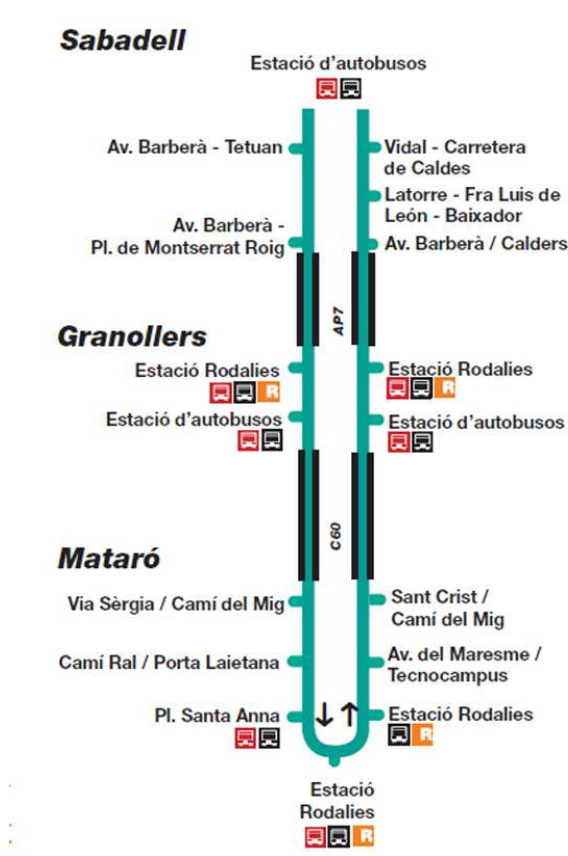 Sabadell
Estació d'autobusos
Av. Barberà - Tetuan
Vidal - Carretera
de Caldes
Latorre - Fra Luis de
León - Baixador
Av. Barberà -
Pl. de Montserrat Roig
Av. Barberà / Calders
AP7
Granollers
Estació Rodalies
R
Estació Rodalies
R
Estació d'autobusos
Estació d'autobusos
C60
Mataró
Via Sèrgia / Camí del Mig
Sant Crist /
Camí del Mig
Camí Ral / Porta Laietana
Av. del Maresme /
Tecnocampus
Pl. Santa Anna
Estació Rodalies
R
Estació
Rodalies
R